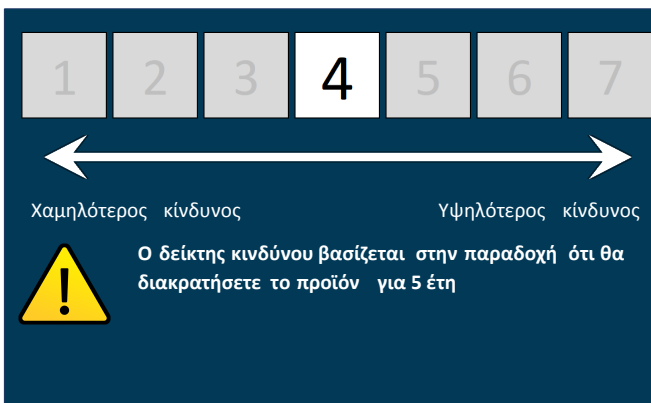 1 2 3 4 5 6 7
Χαμηλότερος κίνδυνος Υψηλότερος κίνδυνος
Ο δείκτης κινδύνου βασίζεται στην παραδοχή ότι θα
διακρατήσετε το προϊόν για 5 έτη